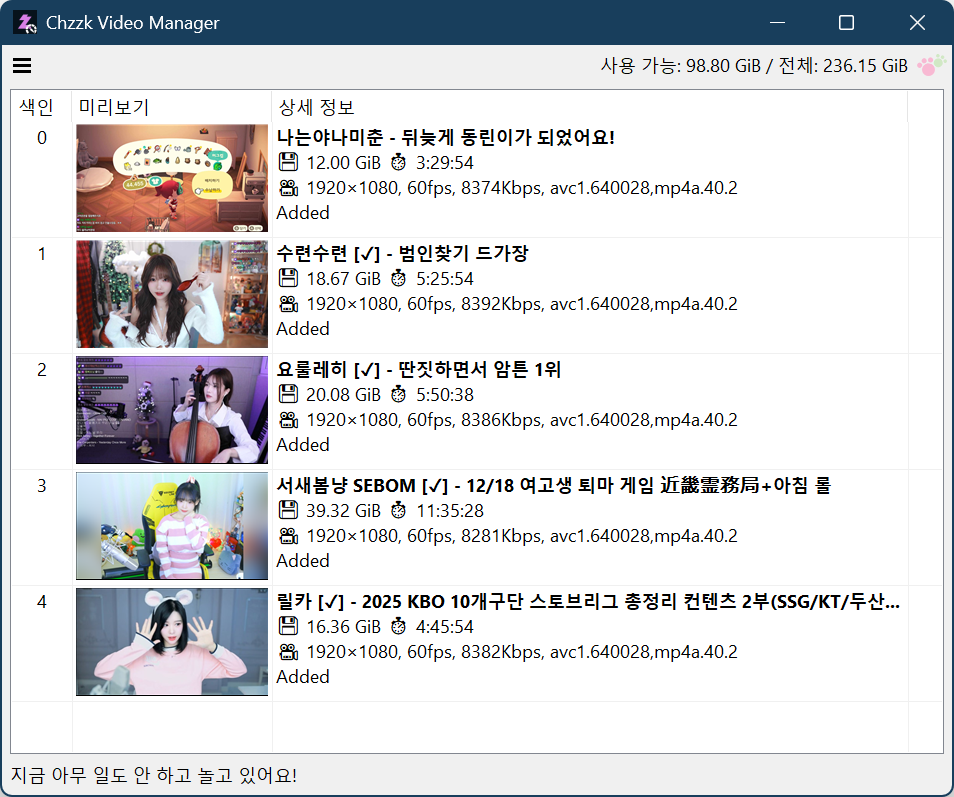 Chzzk Video Manager
사용 가능: 98.80 GiB / 전체: 236.15 GiB
색인 미리보기 상세 정보
0
나는야나미춘 - 뒤늦게 동린이가 되었어요!
12.00 GiB 3:29:54
1920×1080, 60fps, 8374Kbps, avc1.640028,mp4a.40.2
Added
1
수련수련 [✓] - 범인찾기 드가장
18.67 GiB 5:25:54
1920×1080, 60fps, 8392Kbps, avc1.640028,mp4a.40.2
Added
2
요룰레히 [✓] - 딴짓하면서 암튼 1위
20.08 GiB 5:50:38
1920×1080, 60fps, 8386Kbps, avc1.640028,mp4a.40.2
Added
3
서새봄냥 SEBOM [✓] - 12/18 여고생 퇴마 게임 近畿霊務局+아침 롤
39.32 GiB 11:35:28
1920×1080, 60fps, 8281Kbps, avc1.640028,mp4a.40.2
Added
4
릴카 [✓] - 2025 KBO 10개구단 스토브리그 총정리 컨텐츠 2부(SSG/KT/두산...
16.36 GiB 4:45:54
1920×1080, 60fps, 8382Kbps, avc1.640028,mp4a.40.2
Added
지금 아무 일도 안 하고 놀고 있어요!